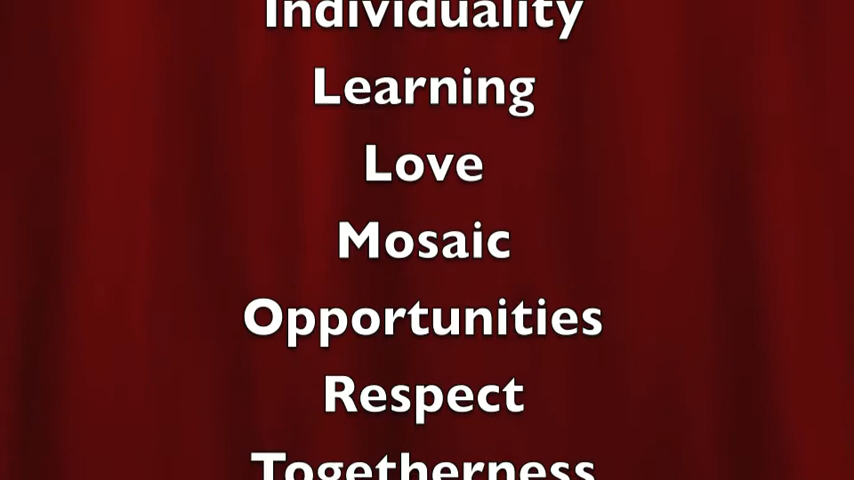 Individuality
Learning
Love
Mosaic
Opportunities
Respect
Togetherness